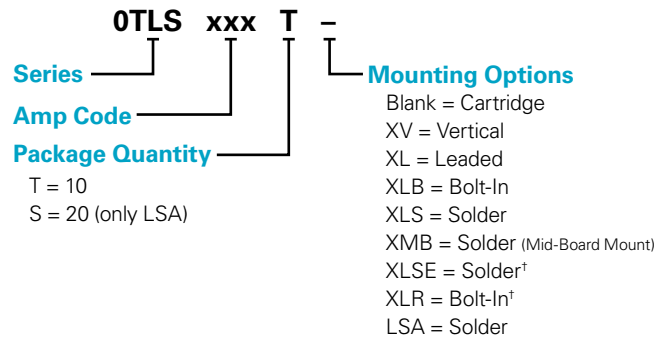 0TLS xxx T –
Series
Amp Code
Package Quantity
T = 10
S = 20 (only LSA)
Mounting Options
Blank = Cartridge
XV = Vertical
XL = Leaded
XLB = Bolt-In
XLS = Solder
XMB = Solder (Mid-Board Mount)
XLSE = Solder†
XLR = Bolt-In†
LSA = Solder